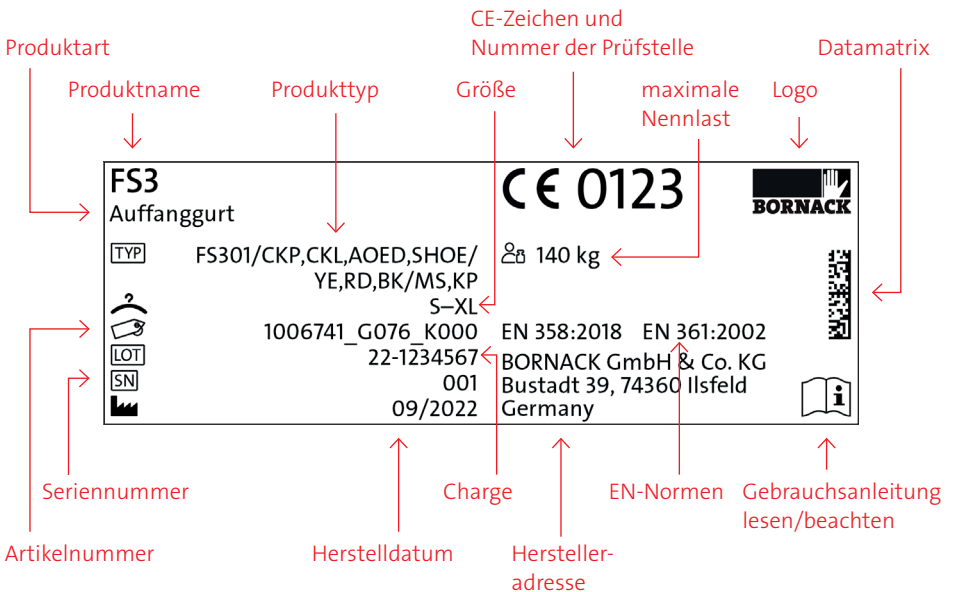 CE-Zeichen und
Nummer der Prüfstelle
Produktart
Datamatrix
Produktname
Produkttyp
Größe
maximale
Nennlast
Logo
FS3
Auffanggurt
CE 0123
BORNACK
TYP
FS301/CKP,CKL,AOED,SHOE/
YE,RD,BK/MS,KP
140 kg
S–XL
1006741_G076_K000
EN 358:2018 EN 361:2002
LOT
22-1234567
BORNACK GmbH & Co. KG
SN
001
Bustadt 39, 74360 Ilsfeld
09/2022
Germany
i
Seriennummer
Charge
EN-Normen
Gebrauchsanleitung
lesen/beachten
Artikelnummer
Herstelldatum
Hersteller-
adresse